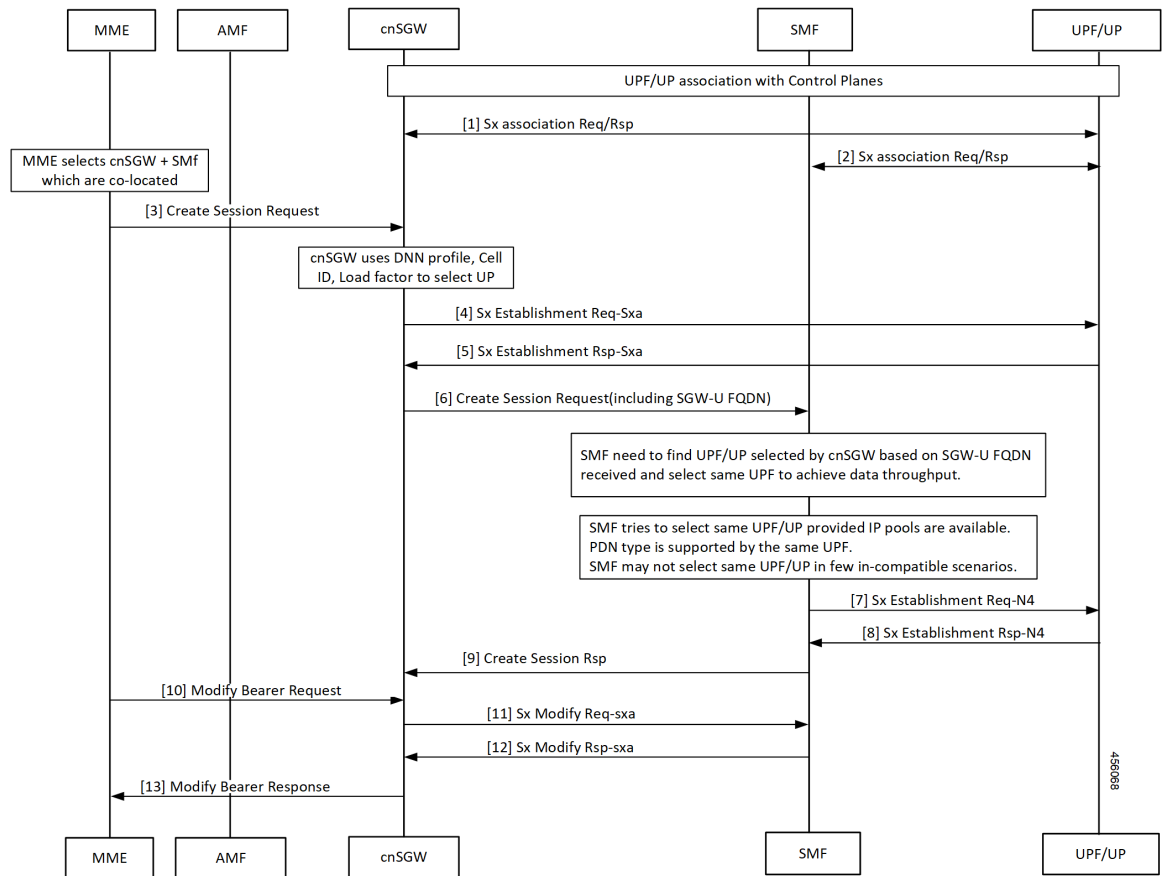 MME
AMF
cnSGW
SMF
UPF/UP
UPF/UP association with Control Planes
[1] Sx association Req/Rsp
MME selects cnSGW + SMf
which are co-located
[2] Sx association Req/Rsp
[3] Create Session Request
cnSGW uses DNN profile, Cell
ID, Load factor to select UP
[4] Sx Establishment Req-Sxa
[5] Sx Establishment Rsp-Sxa
[6] Create Session Request(including SGW-U FQDN)
SMF need to find UPF/UP selected by cnSGW based on SGW-U FQDN
received and select same UPF to achieve data throughput.
SMF tries to select same UPF/UP provided IP pools are available.
PDN type is supported by the same UPF.
SMF may not select same UPF/UP in few in-compatible scenarios.
[7] Sx Establishment Req-N4
[8] Sx Establishment Rsp-N4
[9] Create Session Rsp
[10] Modify Bearer Request
[11] Sx Modify Req-sxa
[12] Sx Modify Rsp-sxa
[13] Modify Bearer Response
456068
MME
AMF
cnSGW
SMF
UPF/UP